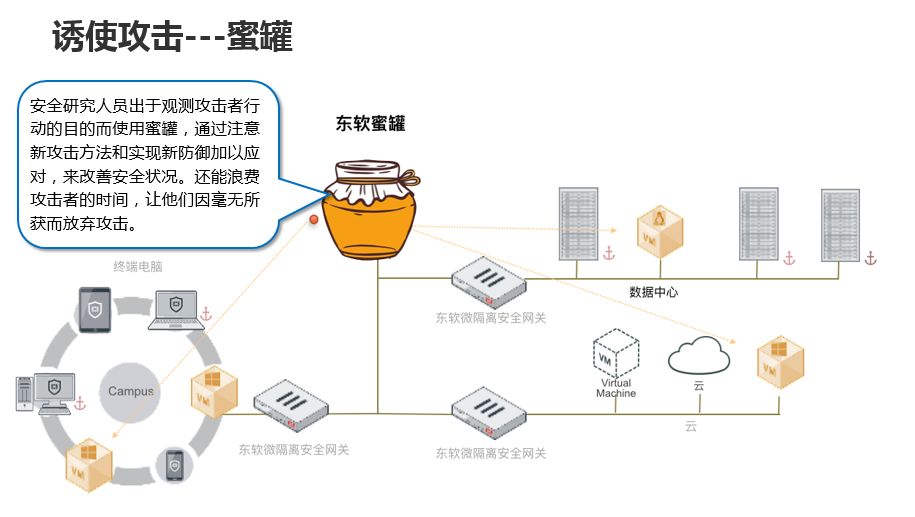 诱使攻击---蜜罐
安全研究人员出于观测攻击者行
动的目的而使用蜜罐，通过注意
新攻击方法和实现新防御加以应
对，来改善安全状况。还能浪费
攻击者的时间，让他们因毫无所
获而放弃攻击。
东软蜜罐
终端电脑
VM
数据中心
东软微隔离安全网关
Campus
VM
VM
东软微隔离安全网关
东软微隔离安全网关
VM
Virtual
Machine
云
VM
云